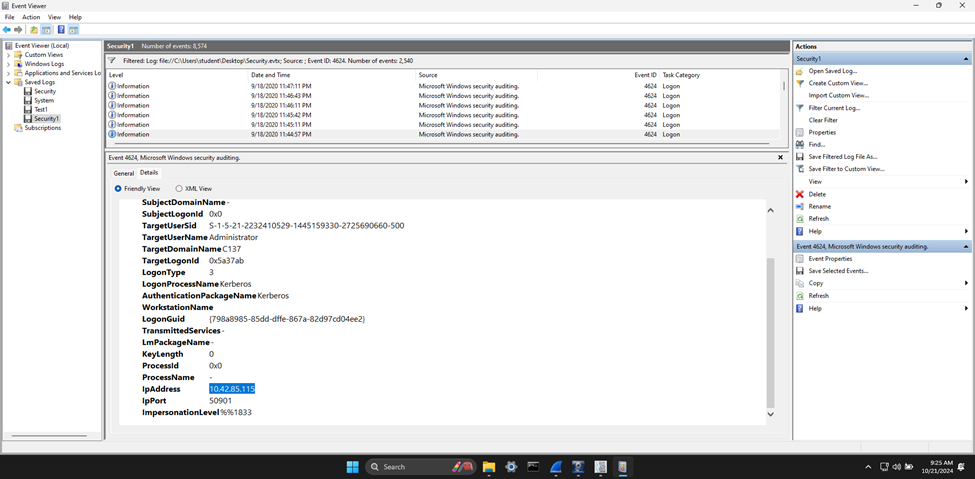 Event Viewer
File Action View Help
Event Viewer (Local)
Custom Views
Windows Logs
Applications and Services Lo
Saved Logs
Security
System
Test1
Security1
Subscriptions
Security1 Number of events: 8,574
Filtered: Log: file://C:\Users\student\Desktop\Security.evtx; Source: ; Event ID: 4624. Number of events: 2,540
Level Date and Time Source Event ID Task Category
Information 9/18/2020 11:47:11 PM Microsoft Windows security auditing. 4624 Logon
Information 9/18/2020 11:46:43 PM Microsoft Windows security auditing. 4624 Logon
Information 9/18/2020 11:46:11 PM Microsoft Windows security auditing. 4624 Logon
Information 9/18/2020 11:45:42 PM Microsoft Windows security auditing. 4624 Logon
Information 9/18/2020 11:45:11 PM Microsoft Windows security auditing. 4624 Logon
Information 9/18/2020 11:44:57 PM Microsoft Windows security auditing. 4624 Logon
Event 4624, Microsoft Windows security auditing.
General Details
Friendly View XML View
SubjectDomainName -
SubjectLogonId 0x0
TargetUserSid S-1-5-21-2232410529-1445159330-2725690660-500
TargetUserName Administrator
TargetDomainName C137
TargetLogonId 0x5a37ab
LogonType 3
LogonProcessName Kerberos
AuthenticationPackageName Kerberos
WorkstationName
LogonGuid {798a8985-85dd-dffe-867a-82d97cd04ee2}
TransmittedServices -
LmPackageName -
KeyLength 0
ProcessId 0x0
ProcessName -
IpAddress 10.42.85.115
IpPort 50901
ImpersonationLevel %%1833
Actions
Security1
Open Saved Log...
Create Custom View...
Import Custom View...
Filter Current Log...
Clear Filter
Properties
Find...
Save Filtered Log File As...
Save Filter to Custom View...
View
Delete
Rename
Refresh
Help
Event 4624, Microsoft Windows security auditing.
Event Properties
Save Selected Events...
Copy
Refresh
Help
Search
9:25 AM
10/21/2024